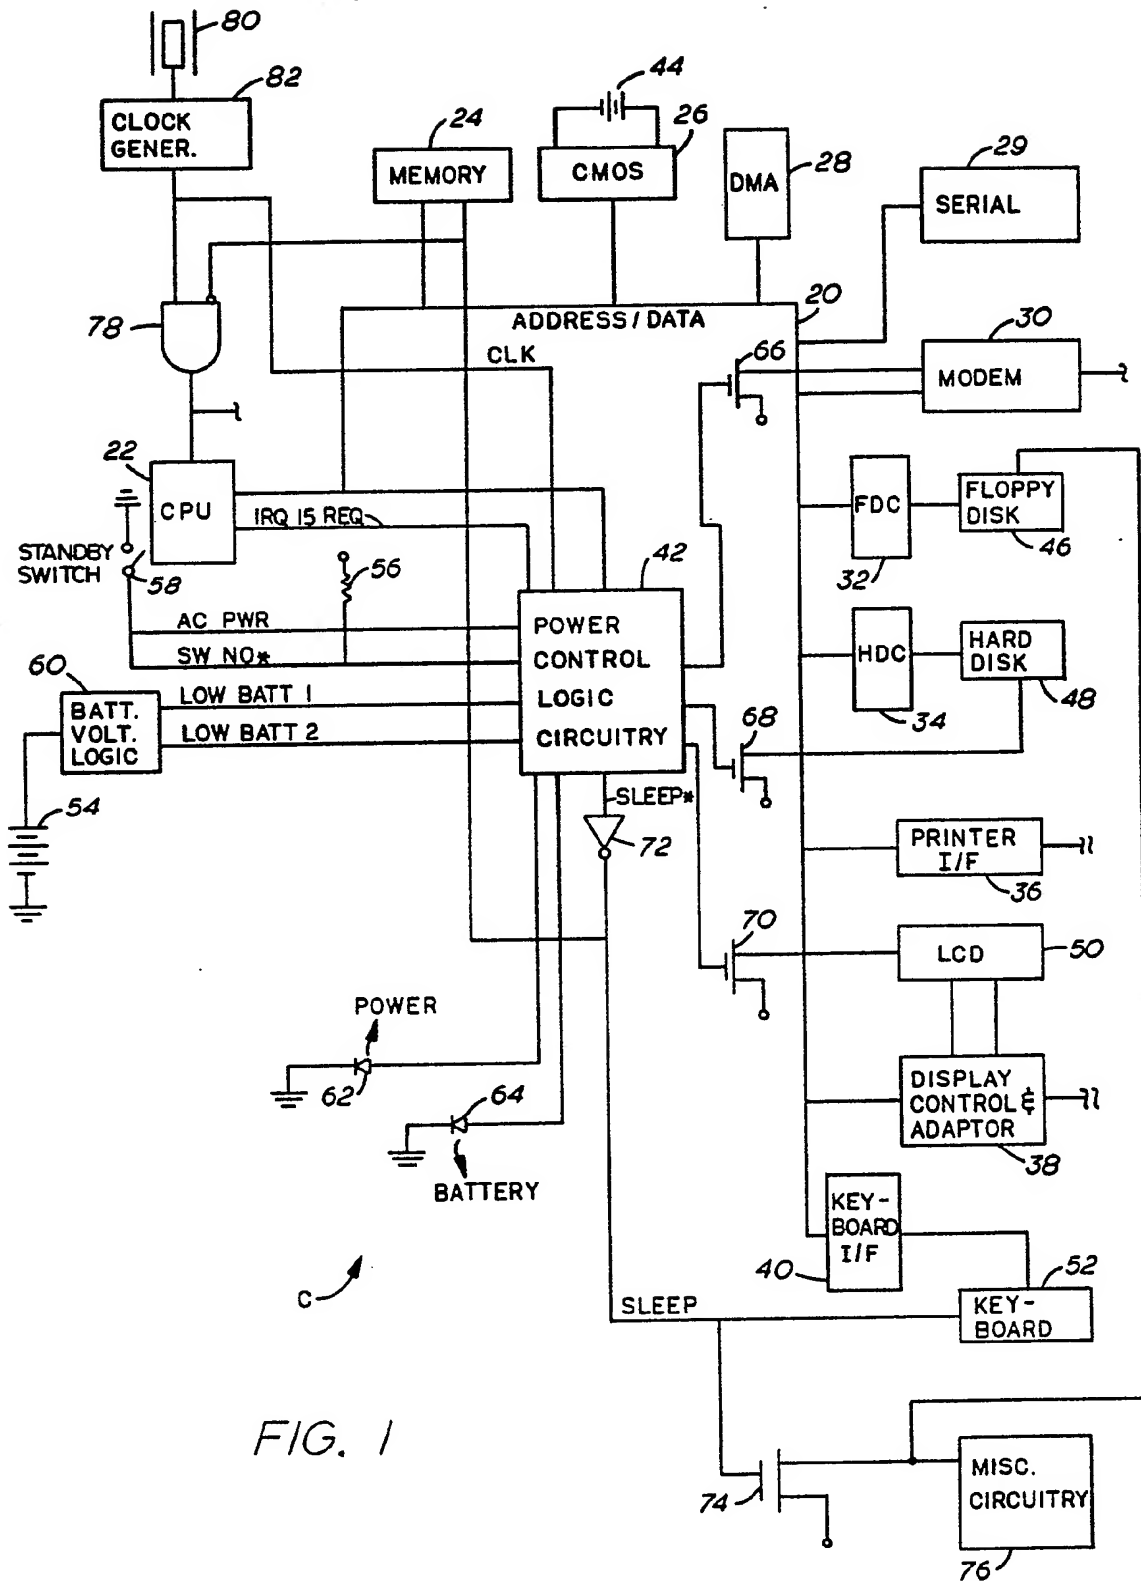 80
82
CLOCK
GENER.
44
24
26
MEMORY
CMOS
DMA
28
29
SERIAL
20
ADDRESS/DATA
78
CLK
66
30
MODEM
22
CPU
IRQ 15 REQ
FDC
32
FLOPPY
DISK
46
STANDBY
SWITCH
58
56
42
AC PWR
SW NO*
POWER
CONTROL
LOGIC
CIRCUITRY
HDC
34
HARD
DISK
48
60
BATT.
VOLT.
LOGIC
LOW BATT 1
LOW BATT 2
68
54
SLEEP*
72
PRINTER
I/F
36
70
LCD
50
POWER
62
64
BATTERY
DISPLAY
CONTROL &
ADAPTOR
38
KEY-
BOARD
I/F
40
52
KEY-
BOARD
C
SLEEP
FIG. 1
74
MISC.
CIRCUITRY
76